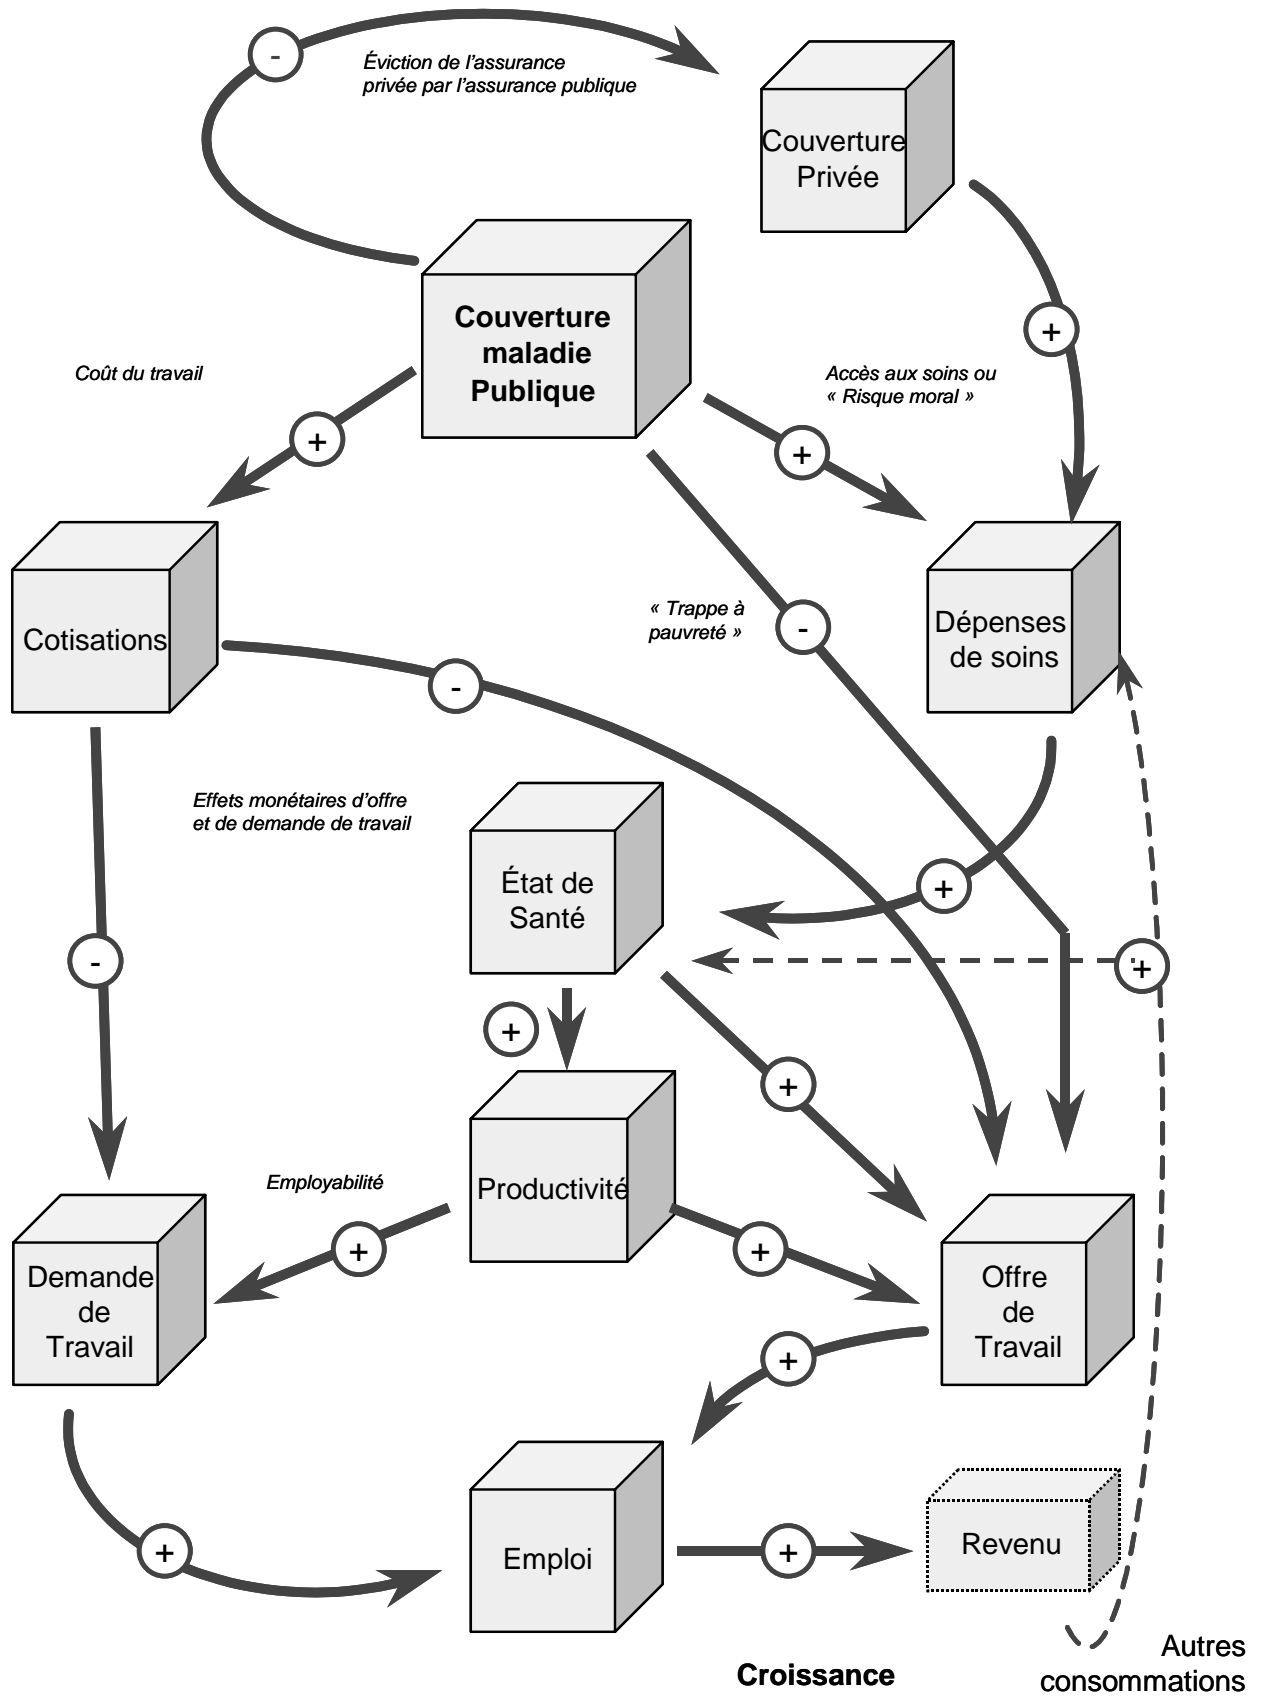 -
Éviction de l'assurance
privée par l'assurance publique
Couverture
Privée
Couverture
maladie
Publique
+
Coût du travail
Accès aux soins ou
« Risque moral »
+
+
Cotisations
« Trappe à
pauvreté »
-
Dépenses
de soins
-
Effets monétaires d'offre
et de demande de travail
État de
Santé
+
-
+
+
+
Productivité
Employabilité
+
+
Demande
de
Travail
Offre
de
Travail
+
+
Emploi
+
Revenu
Croissance
Autres
consommations